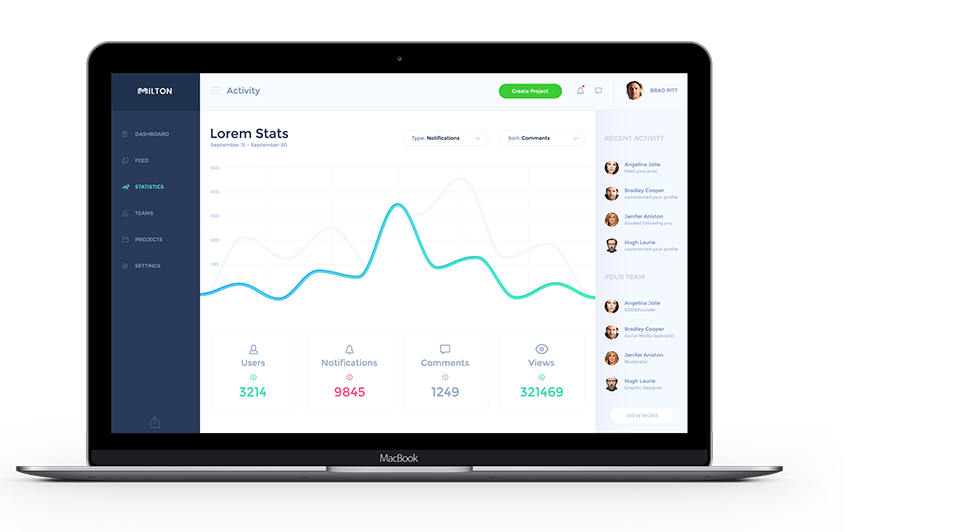 MILTON
Activity
Create Project
BRAD PITT
DASHBOARD
FEED
STATISTICS
TEAMS
PROJECTS
SETTINGS
Lorem Stats
September 15 - September 30
Type: Notifications
Sort: Comments
Users
3214
Notifications
9845
Comments
1249
Views
321469
RECENT ACTIVITY
Angelina Jolie
liked your post
Bradley Cooper
commented your profile
Jenifer Aniston
started following you
Hugh Laurie
commented your profile
YOUR TEAM
Angelina Jolie
CEO&Founder
Bradley Cooper
Social Media Specialist
Jenifer Aniston
Moderator
Hugh Laurie
Graphic Designer
VIEW MORE
MacBook